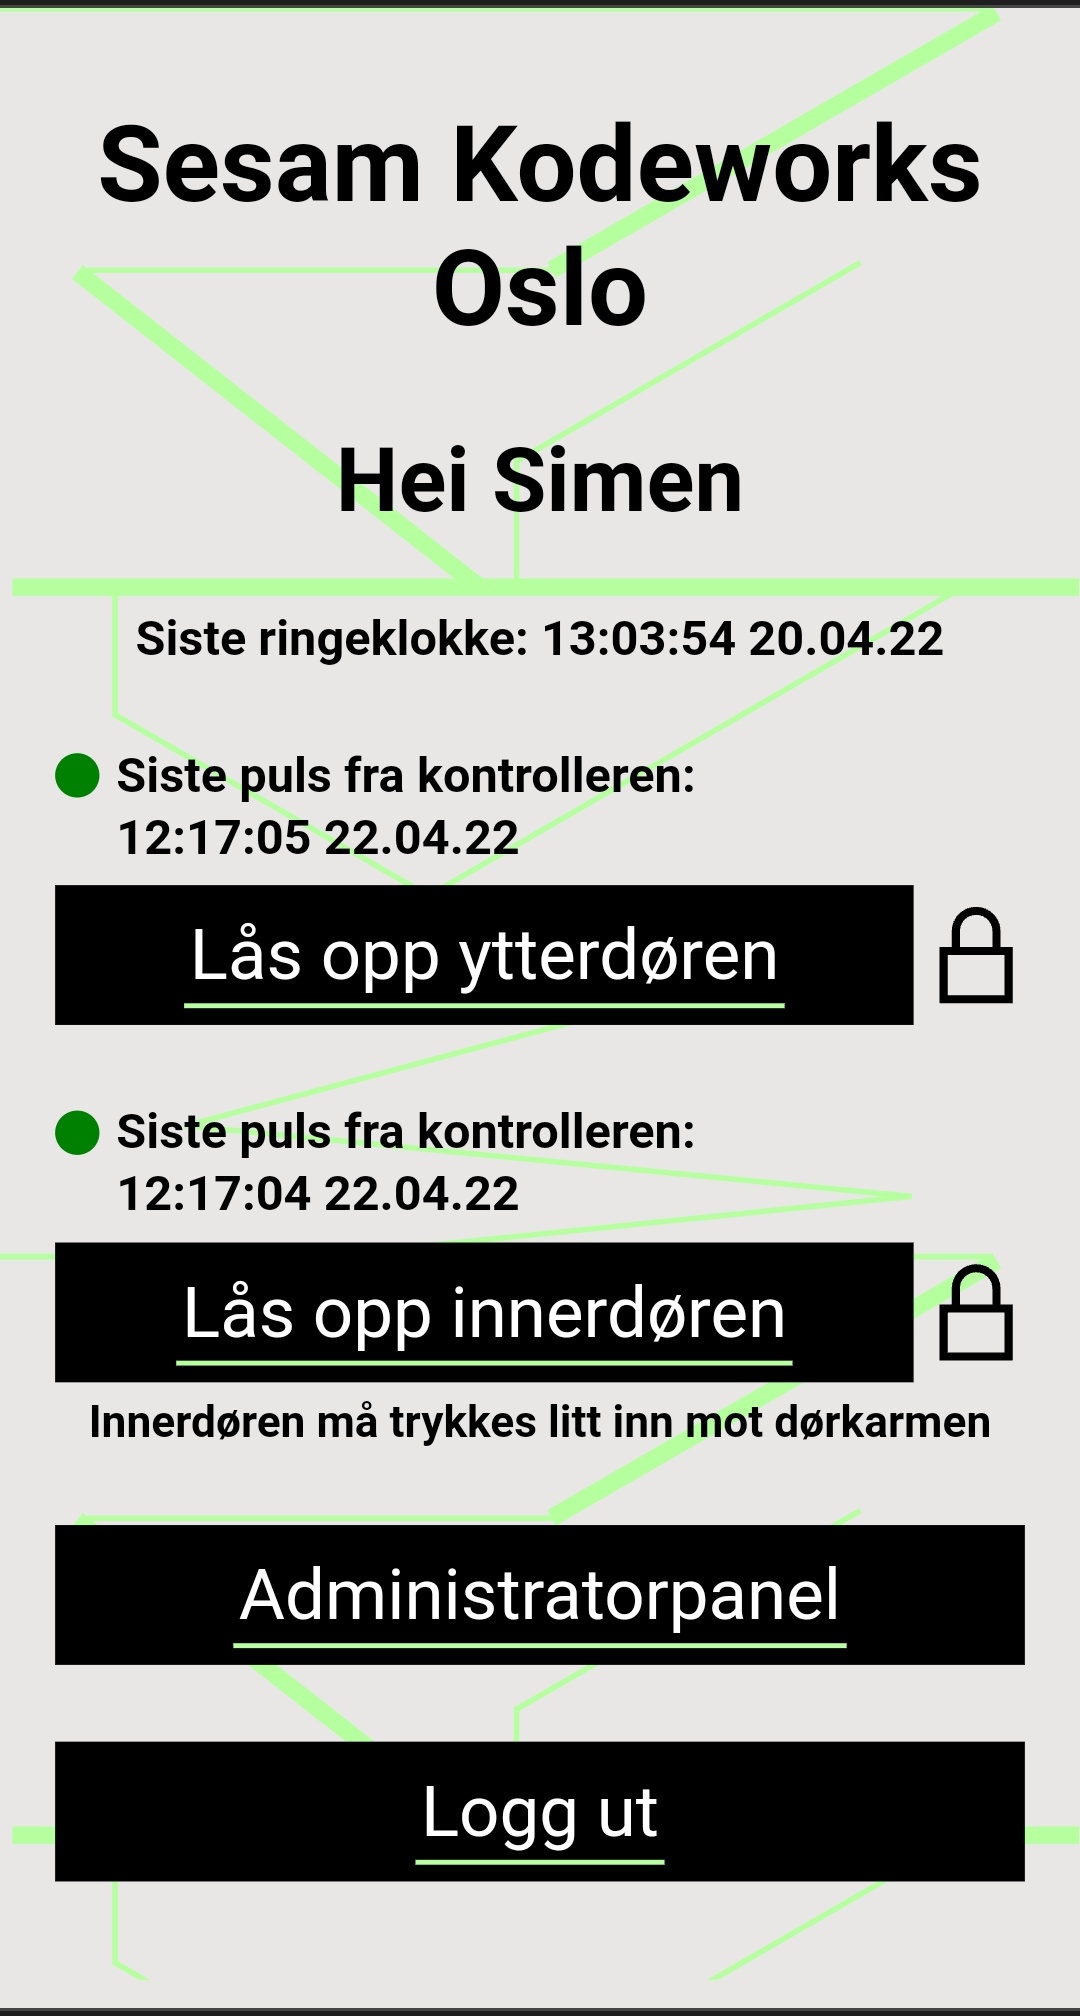 Sesam Kodeworks
Oslo
Hei Simen
Siste ringeklokke: 13:03:54 20.04.22
Siste puls fra kontrolleren:
12:17:05 22.04.22
Lås opp ytterdøren
Siste puls fra kontrolleren:
12:17:04 22.04.22
Lås opp innerdøren
Innerdøren må trykkes litt inn mot dørkarmen
Administratorpanel
Logg ut